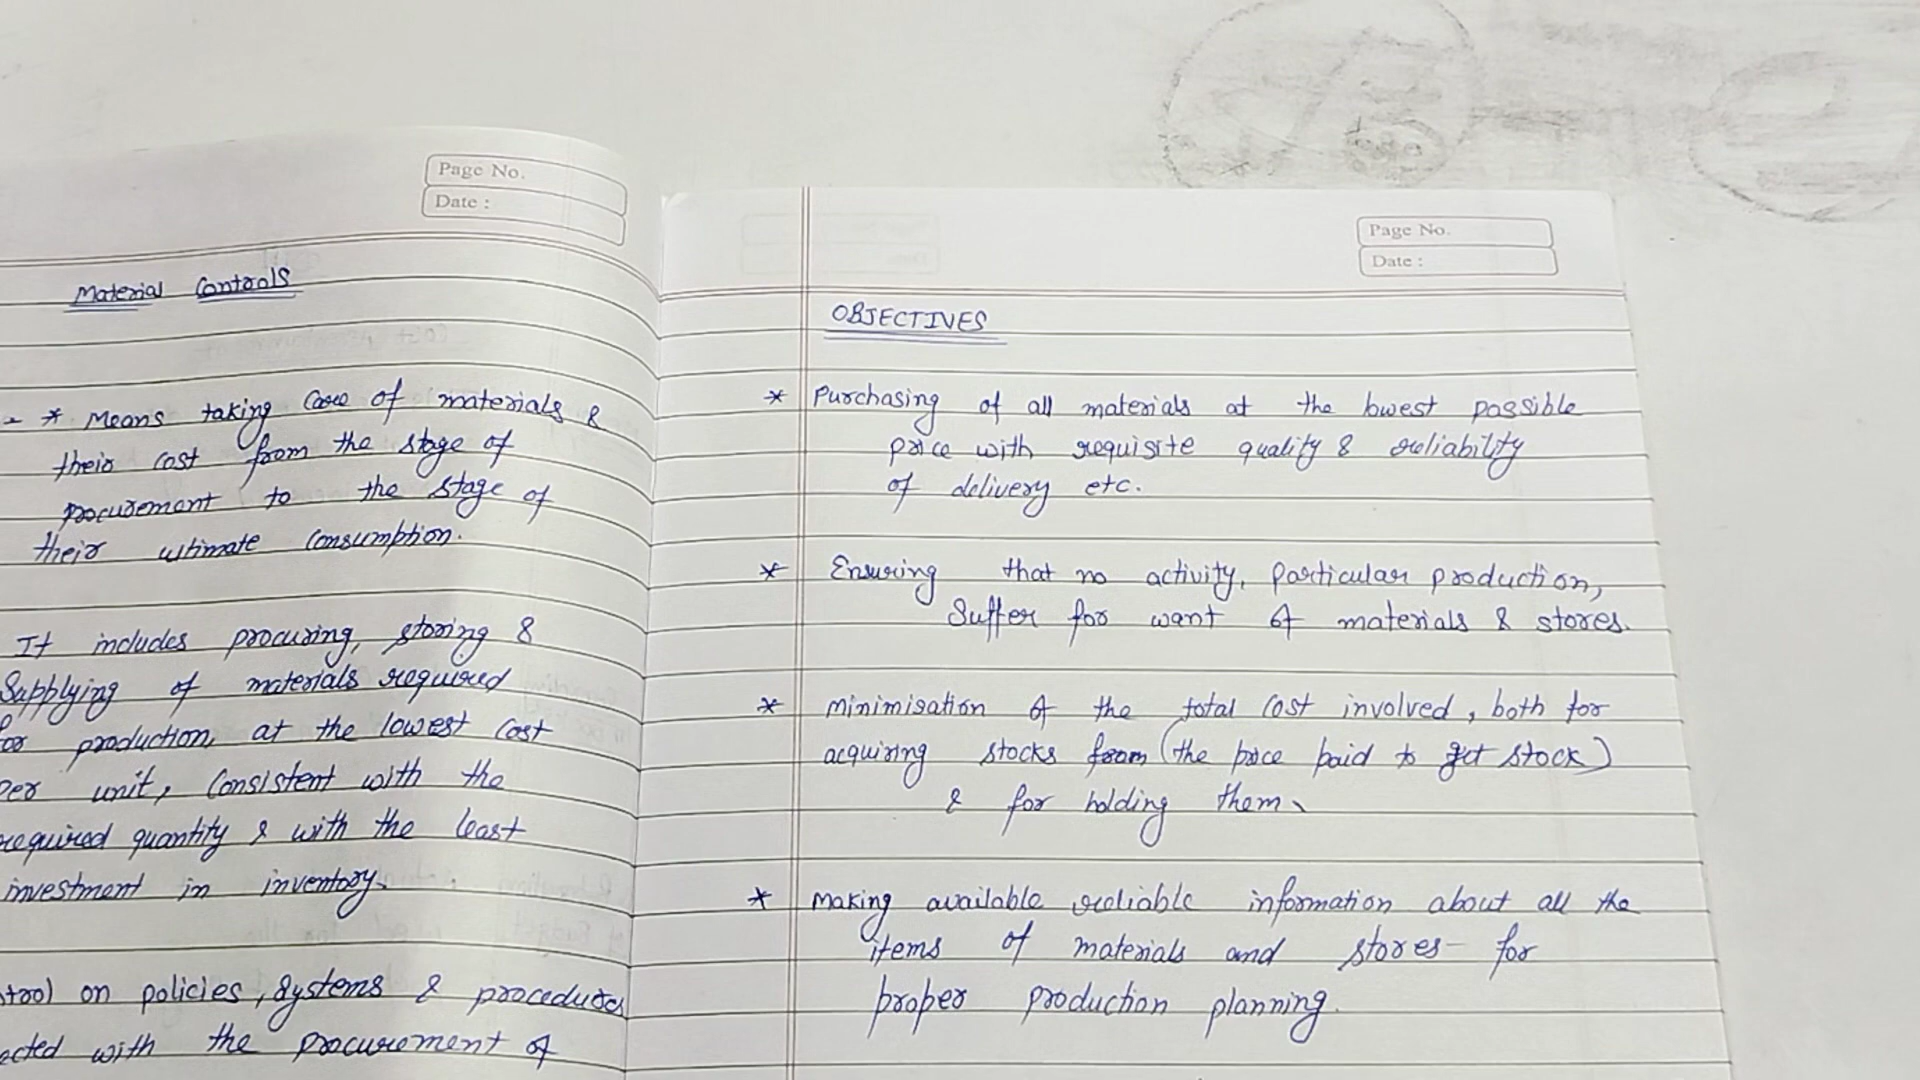 Page No.
Date :
Material Controls
* Means taking Care of materials &
their cost from the stage of
procurement to the stage of
their ultimate Consumption.
It includes procuring, storing &
Supplying of materials required
for production, at the lowest Cost
Per unit, Consistent with the
required quantity & with the least
investment in inventory.
on policies, systems & procedures
with the procurement of
Page No.
Date :
OBJECTIVES
* Purchasing of all materials at the lowest possible
price with requisite quality & reliability
of delivery etc.
* Ensuring that no activity, particular production,
Suffer for want of materials & stores.
* minimisation of the total cost involved, both for
acquiring stocks from (the price paid to get stock)
& for holding them.
* Making available reliable information about all the
items of materials and stores- for
proper production planning.